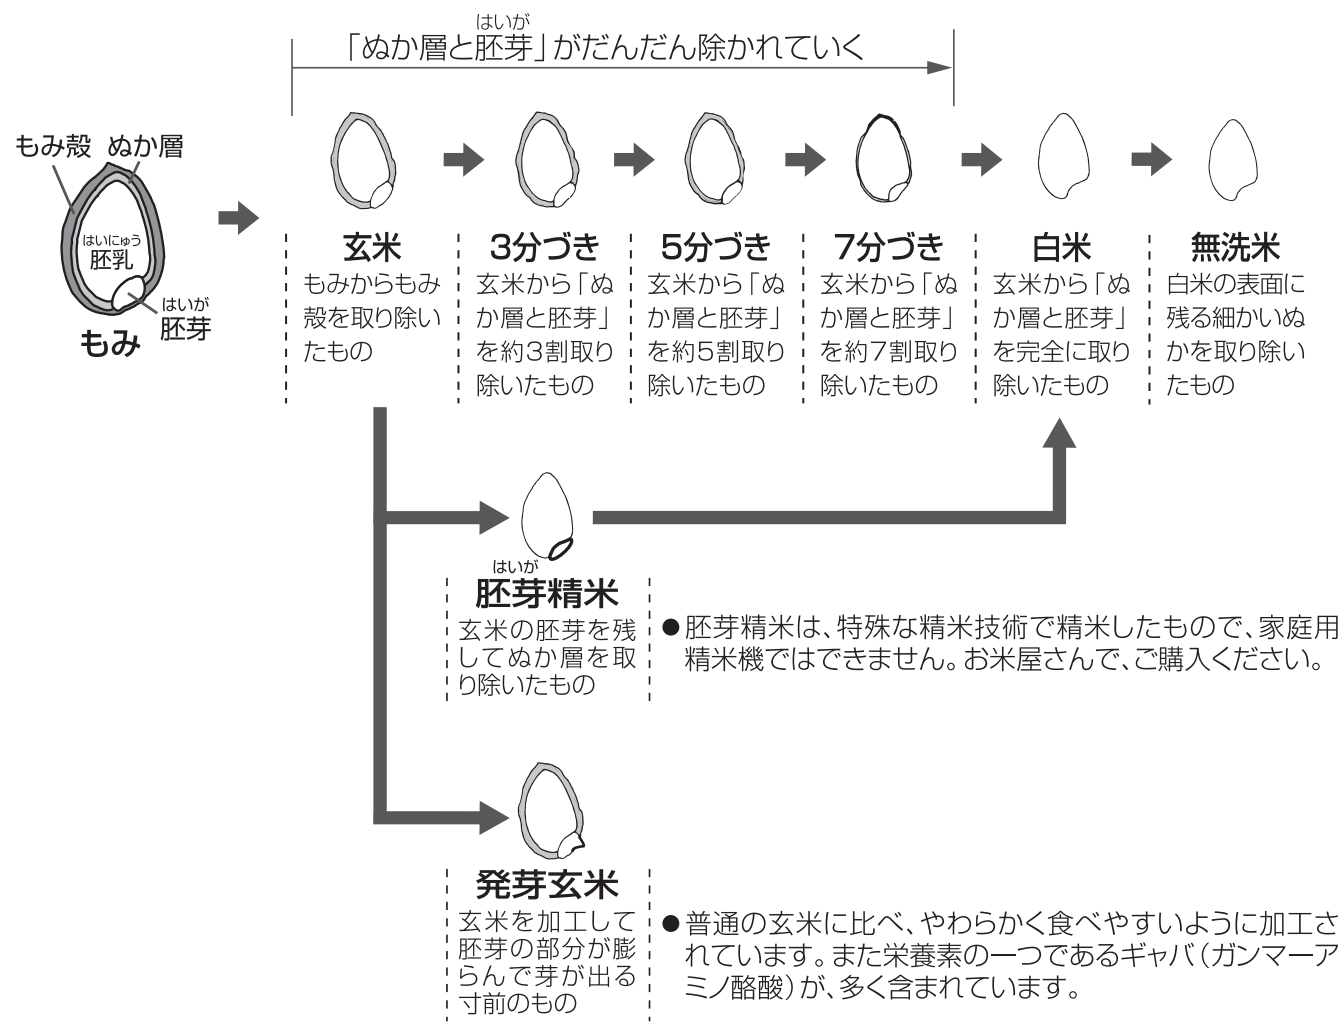 はいが
「ぬか層と胚芽」がだんだん除かれていく
もみ殻 ぬか層
はいにゅう
胚乳
はいが
胚芽
もみ
玄米
もみからもみ
殻を取り除い
たもの
3分づき
玄米から「ぬ
か層と胚芽」
を約3割取り
除いたもの
5分づき
玄米から「ぬ
か層と胚芽」
を約5割取り
除いたもの
7分づき
玄米から「ぬ
か層と胚芽」
を約7割取り
除いたもの
白米
玄米から「ぬ
か層と胚芽」
を完全に取り
除いたもの
無洗米
白米の表面に
残る細かいぬ
かを取り除い
たもの
はいが
胚芽精米
玄米の胚芽を残
してぬか層を取
り除いたもの
●胚芽精米は、特殊な精米技術で精米したもので、家庭用
精米機ではできません。お米屋さんで、ご購入ください。
発芽玄米
玄米を加工して
胚芽の部分が膨
らんで芽が出る
寸前のもの
●普通の玄米に比べ、やわらかく食べやすいように加工さ
れています。また栄養素の一つであるギャバ（ガンマーア
ミノ酪酸）が、多く含まれています。